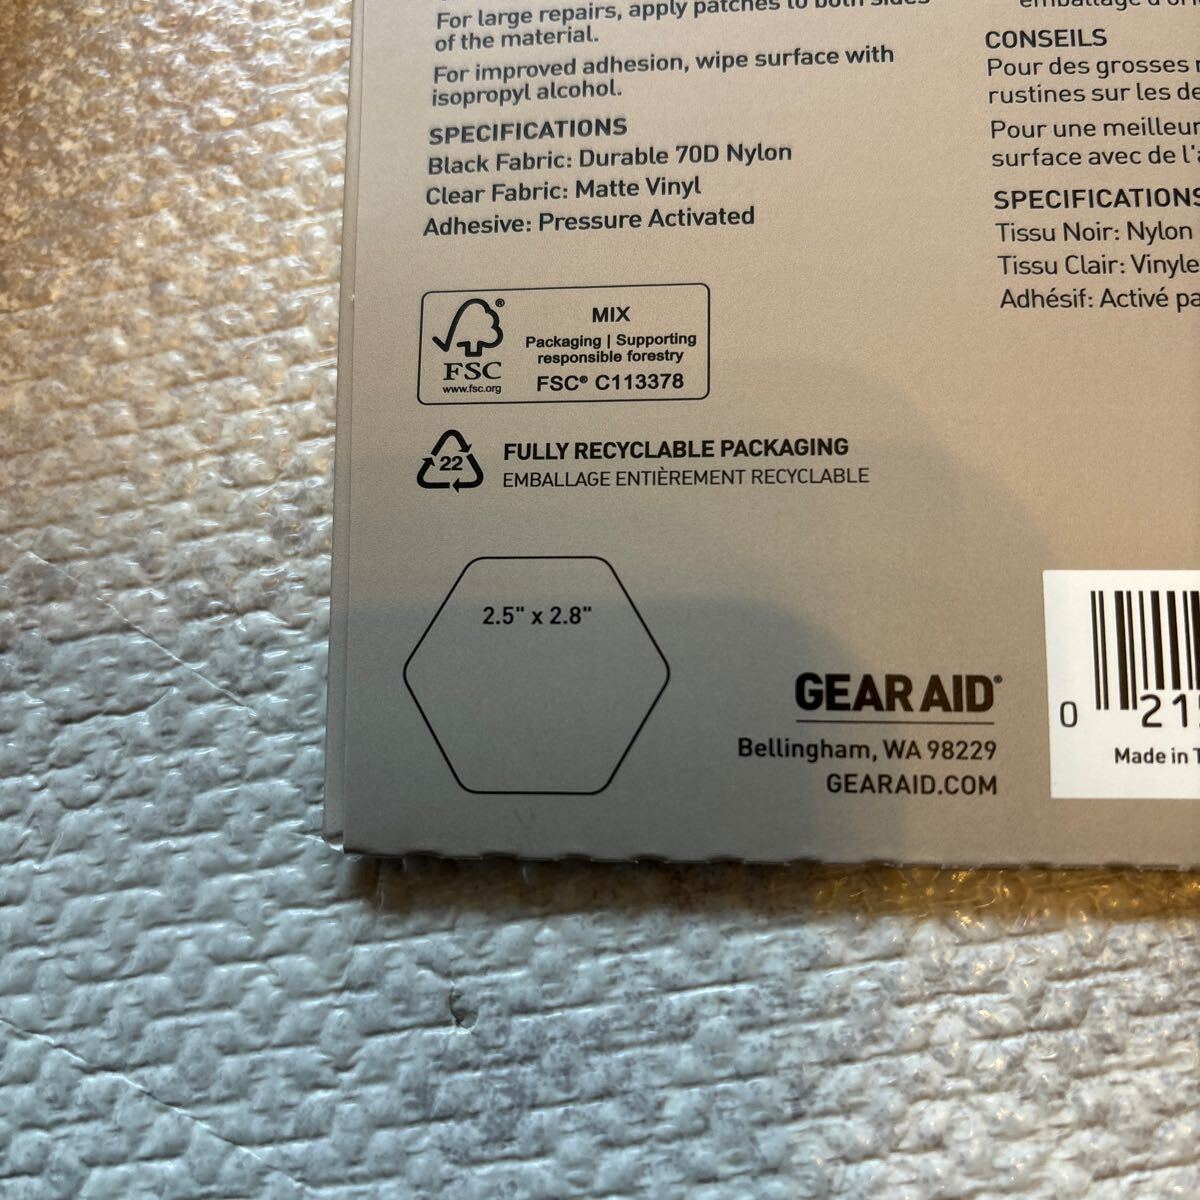 For large repairs, apply patches to both sides
of the material.
For improved adhesion, wipe surface with
isopropyl alcohol.
SPECIFICATIONS
Black Fabric: Durable 70D Nylon
Clear Fabric: Matte Vinyl
Adhesive: Pressure Activated
CONSEILS
Pour des grosses
rustines sur les
Pour une
surface avec de
SPECIFICATIONS
Tissu Noir: Nylon
Tissu Clair: Vinyle
Adhésif: Activé
FSC®
www.fsc.org
MIX
Packaging | Supporting
responsible forestry
FSC® C113378
22
FULLY RECYCLABLE PACKAGING
EMBALLAGE ENTIÈREMENT RECYCLABLE
2.5" x 2.8"
GEAR AID®
Bellingham, WA 98229
GEARAID.COM
0 21
Made in